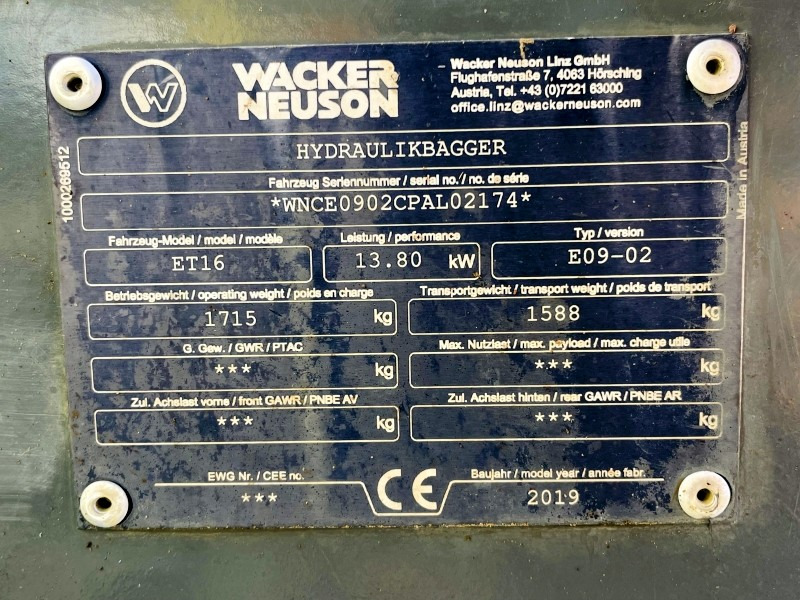 W
WACKER
NEUSON
Wacker Neuson Linz GmbH
Flughafenstraße 7, 4063 Hörsching
Austria, Tel. +43 (0)7221 63000
office.linz@wackerneuson.com
HYDRAULIKBAGGER
1000269512
Made in Austria
Fahrzeug Seriennummer / serial no. / no. de série
*WNCE0902CPAL02174*
Fahrzeug-Model / model / modèle Leistung / performance Typ / version
ET16 13.80 kW E09-02
Betriebsgewicht / operating weight / poids en charge Transportgewicht / transport weight / poids de transport
1715 kg 1588 kg
G. Gew. / GWR / PTAC Max. Nutzlast / max. payload / max. charge utile
*** kg *** kg
Zul. Achslast vorne / front GAWR / PNBE AV Zul. Achslast hinten / rear GAWR / PNBE AR
*** kg *** kg
EWG Nr. / CEE no. CE Baujahr / model year / année fabr.
*** 2019